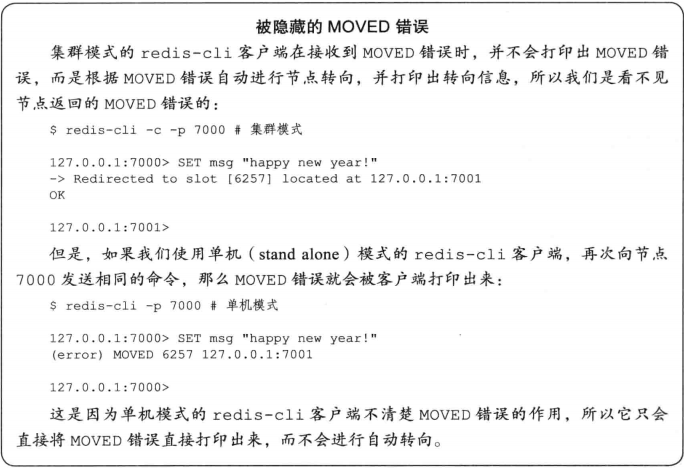 被隐藏的 MOVED 错误
集群模式的 redis-cli 客户端在接收到 MOVED 错误时，并不会打印出 MOVED 错
误，而是根据 MOVED 错误自动进行节点转向，并打印出转向信息，所以我们是看不见
节点返回的 MOVED 错误的：
$ redis-cli -c -p 7000 # 集群模式
127.0.0.1:7000> SET msg "happy new year!"
-> Redirected to slot [6257] located at 127.0.0.1:7001
OK
127.0.0.1:7001>
但是，如果我们使用单机（stand alone）模式的 redis-cli 客户端，再次向节点
7000 发送相同的命令，那么 MOVED 错误就会被客户端打印出来：
$ redis-cli -p 7000 # 单机模式
127.0.0.1:7000> SET msg "happy new year!"
(error) MOVED 6257 127.0.0.1:7001
127.0.0.1:7000>
这是因为单机模式的 redis-cli 客户端不清楚 MOVED 错误的作用，所以它只会
直接将 MOVED 错误直接打印出来，而不会进行自动转向。